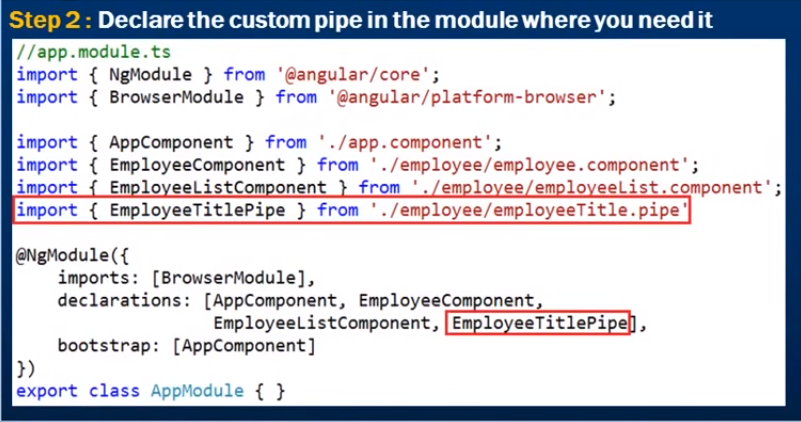 Step 2 : Declare the custom pipe in the module where you need it
//app.module.ts
import { NgModule } from '@angular/core';
import { BrowserModule } from '@angular/platform-browser';
import { AppComponent } from './app.component';
import { EmployeeComponent } from './employee/employee.component';
import { EmployeeListComponent } from './employee/employeeList.component';
import { EmployeeTitlePipe } from './employee/employeeTitle.pipe'
@NgModule({
    imports: [BrowserModule],
    declarations: [AppComponent, EmployeeComponent,
                   EmployeeListComponent, EmployeeTitlePipe],
    bootstrap: [AppComponent]
})
export class AppModule { }